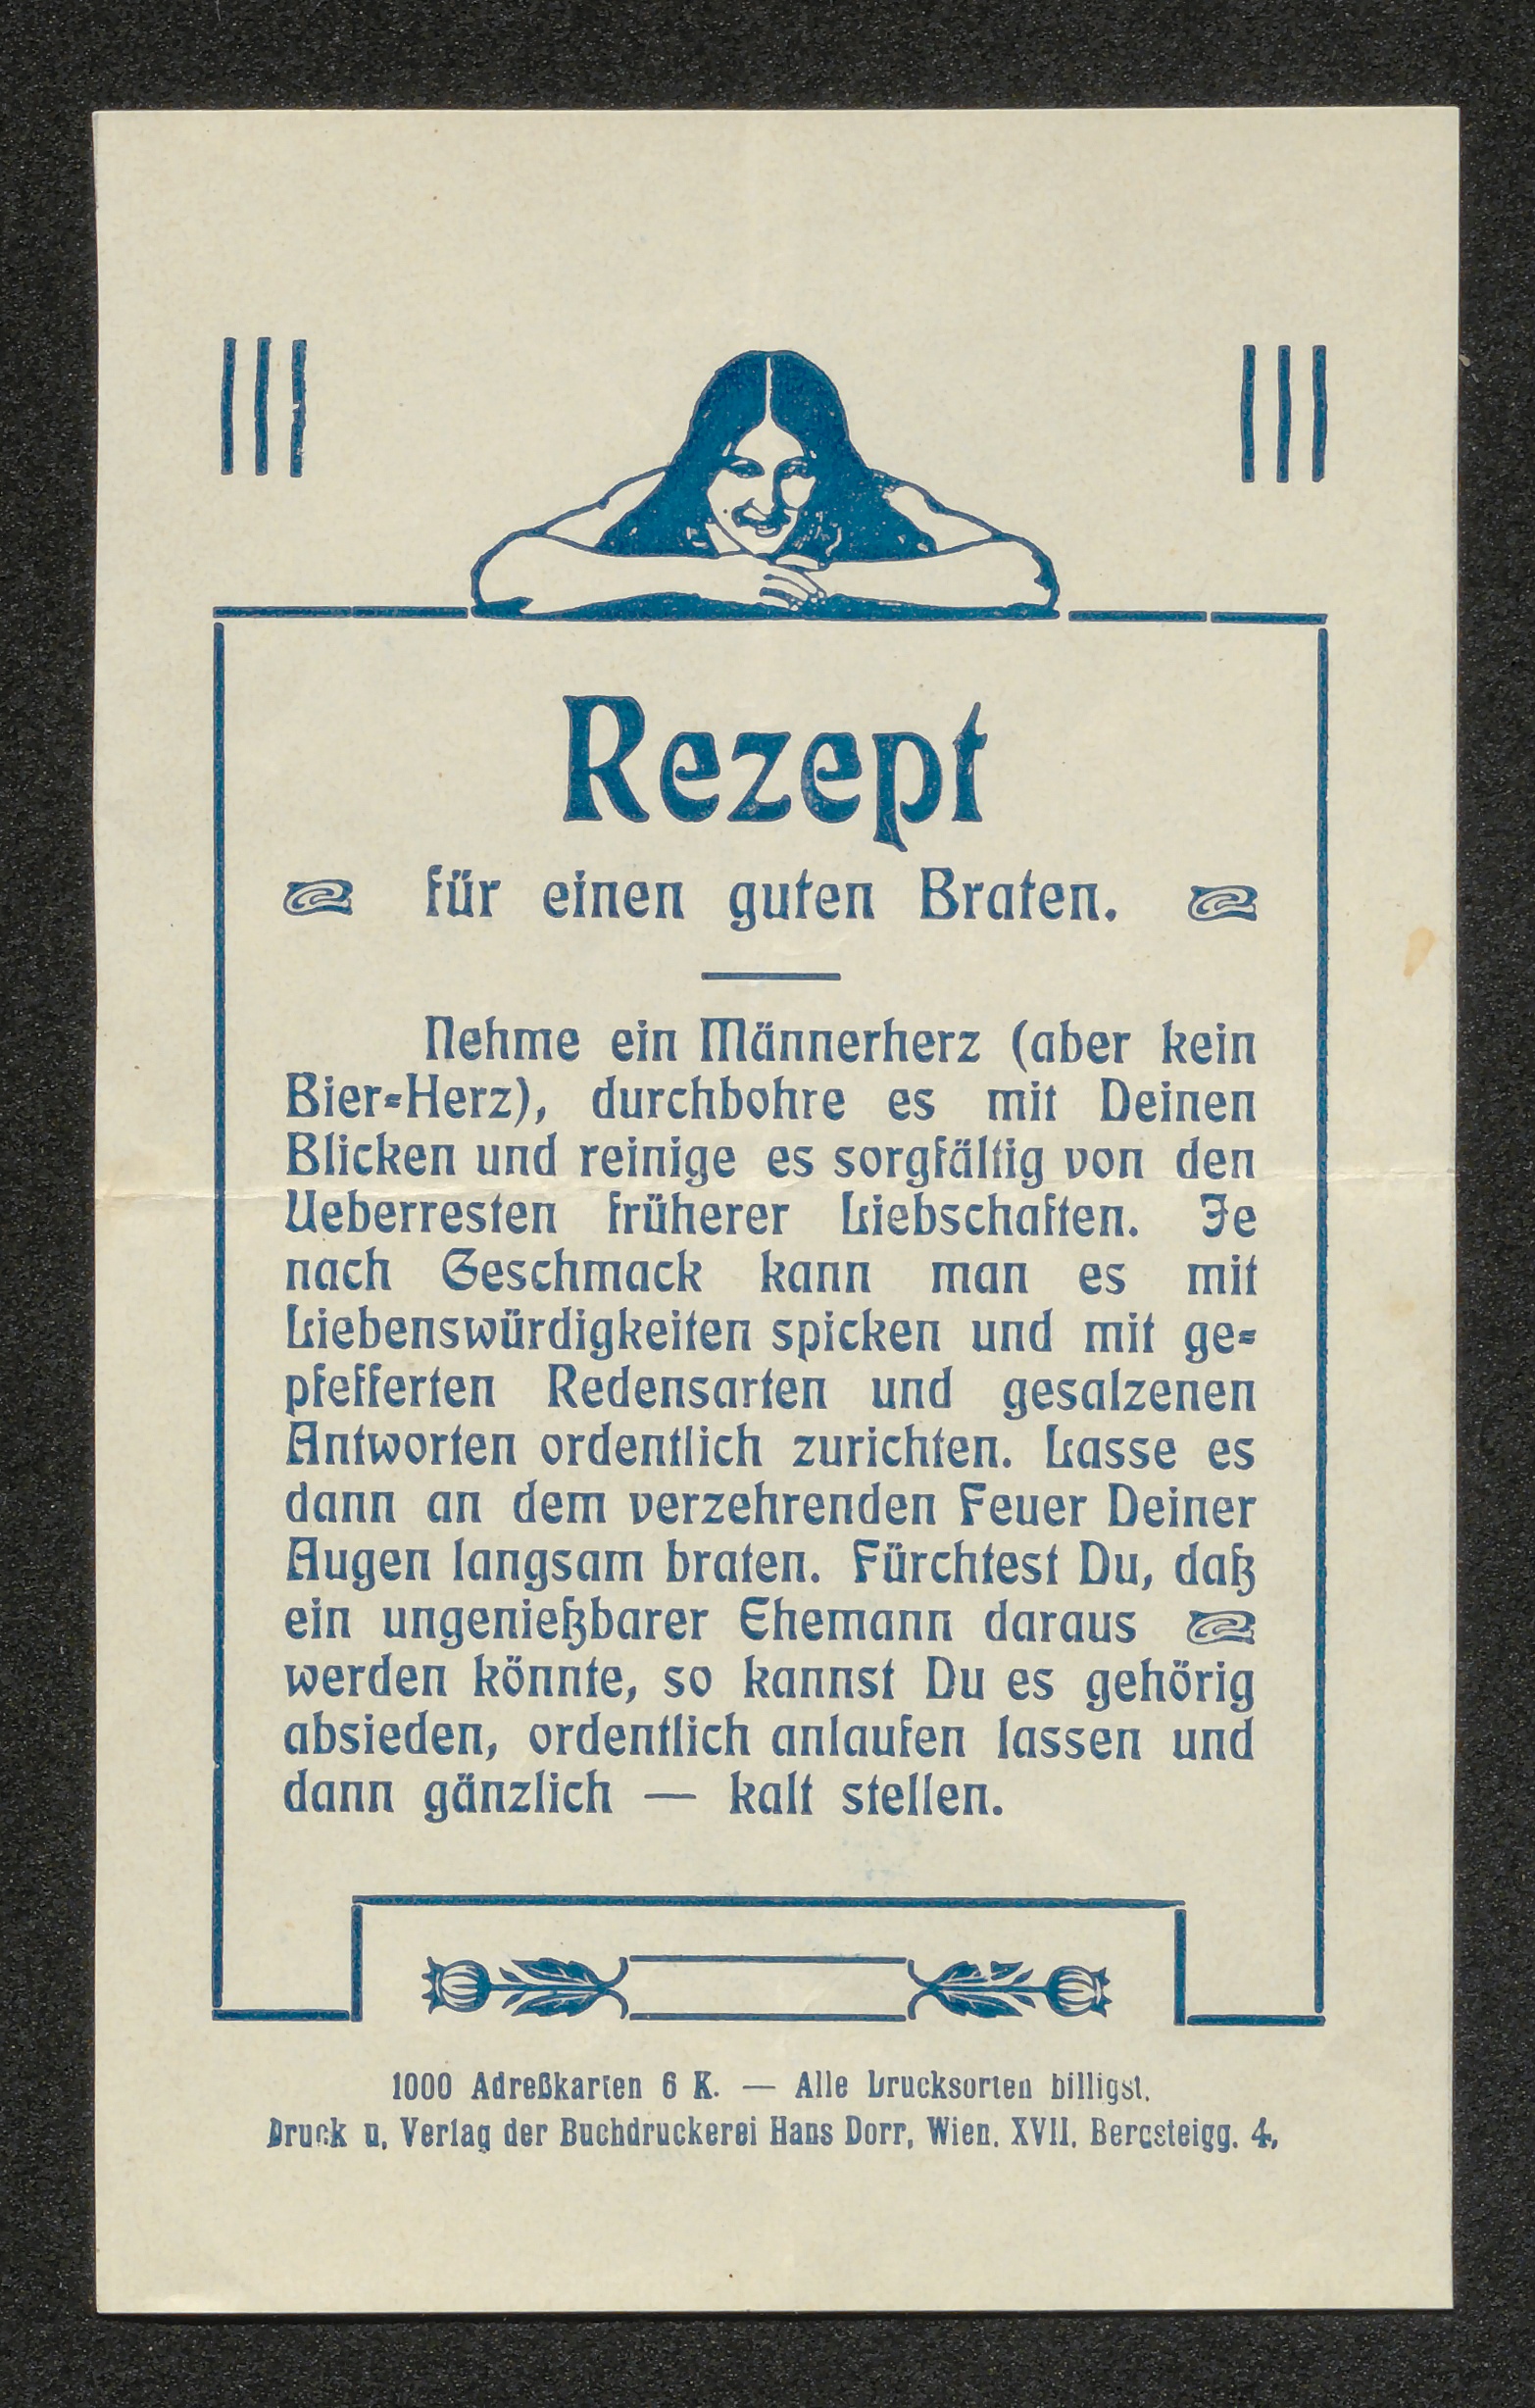 Rezept
für einen guten Braten.
Nehme ein Männerherz (aber kein
Bier=Herz), durchbohre es mit Deinen
Blicken und reinige es sorgfältig von den
Ueberresten früherer Liebschaften. Je
nach Geschmack kann man es mit
Liebenswürdigkeiten spicken und mit ge=
pfefferten Redensarten und gesalzenen
Antworten ordentlich zurichten. Lasse es
dann an dem verzehrenden Feuer Deiner
Augen langsam braten. Fürchtest Du, daß
ein ungenießbarer Ehemann daraus
werden könnte, so kannst Du es gehörig
absieden, ordentlich anlaufen lassen und
dann gänzlich — kalt stellen.
1000 Adreßkarten 6 K. — Alle Drucksorten billigst.
Druck u. Verlag der Buchdruckerei Hans Dorr, Wien. XVII. Bergsteigg. 4.